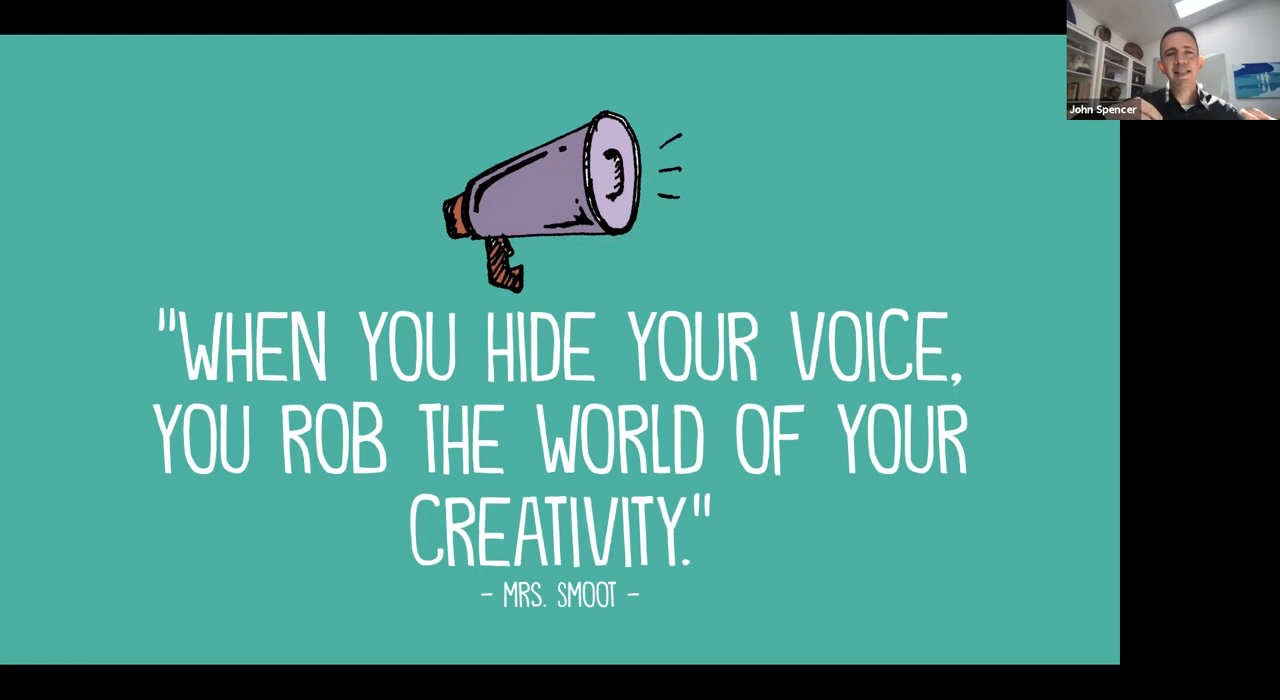 John Spencer
"WHEN YOU HIDE YOUR VOICE,
YOU ROB THE WORLD OF YOUR
CREATIVITY."
- MRS. SMOOT -